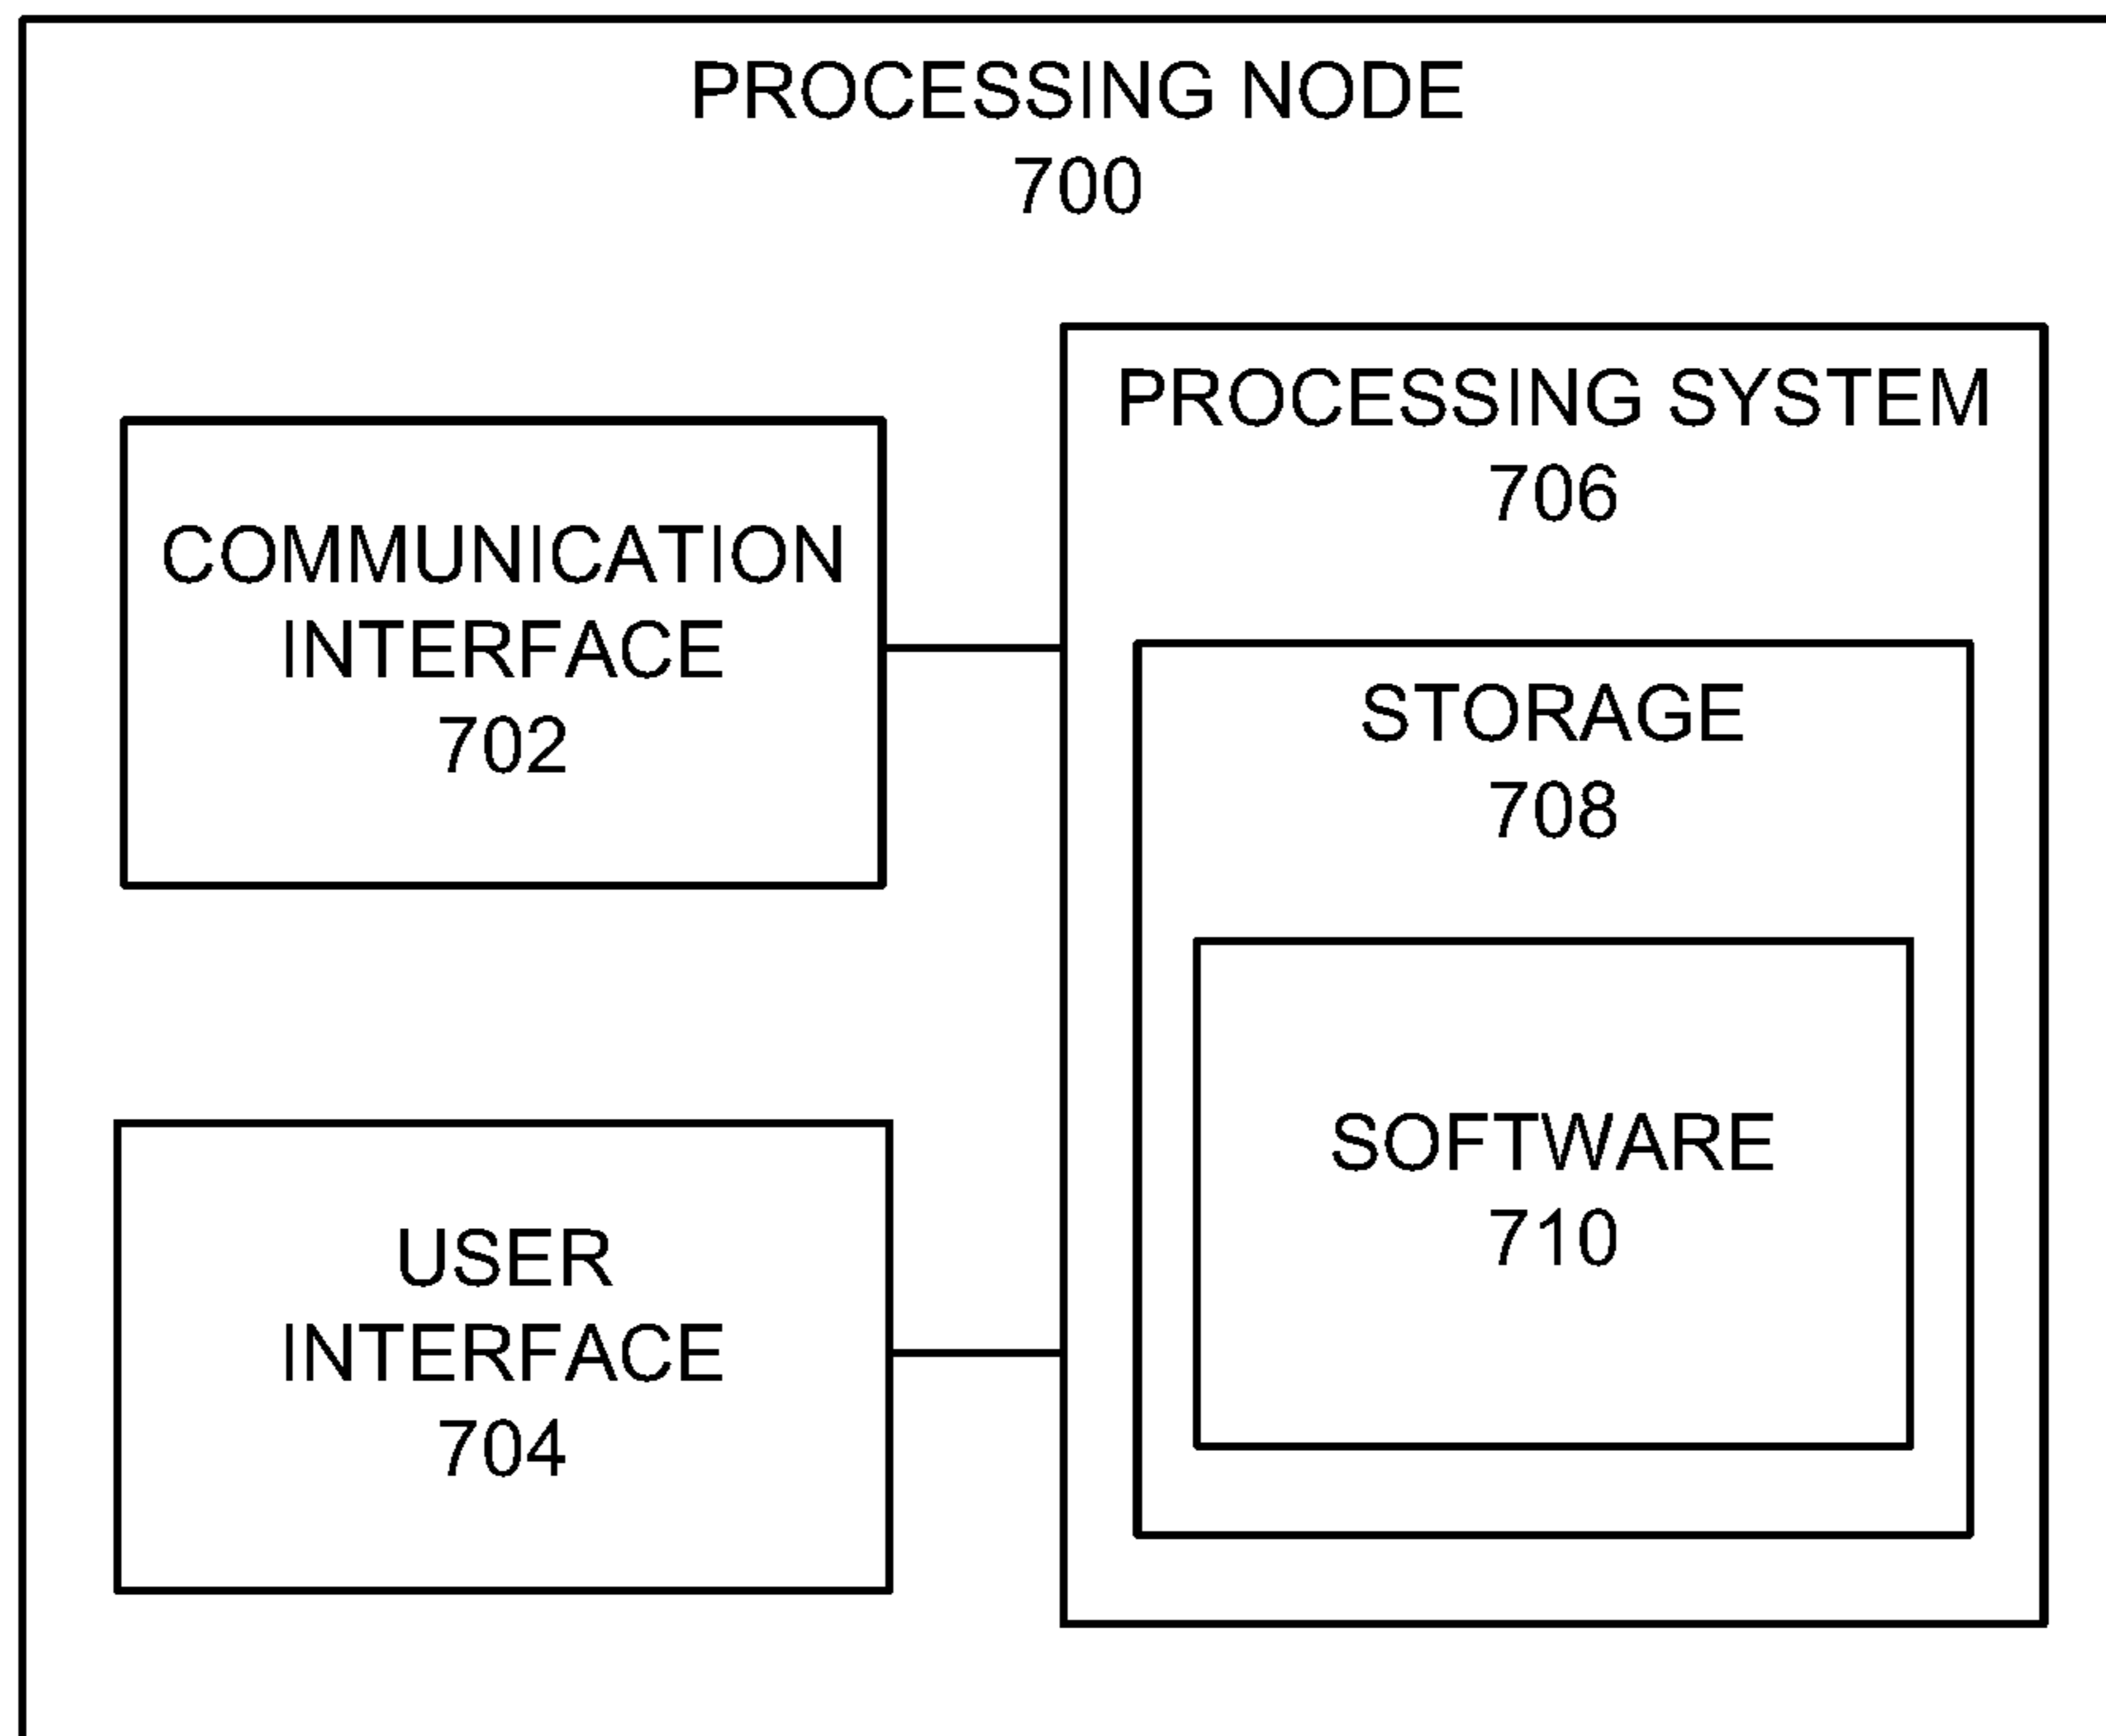 PROCESSING NODE
700
PROCESSING SYSTEM
706
COMMUNICATION
INTERFACE
702
STORAGE
708
SOFTWARE
710
USER
INTERFACE
704